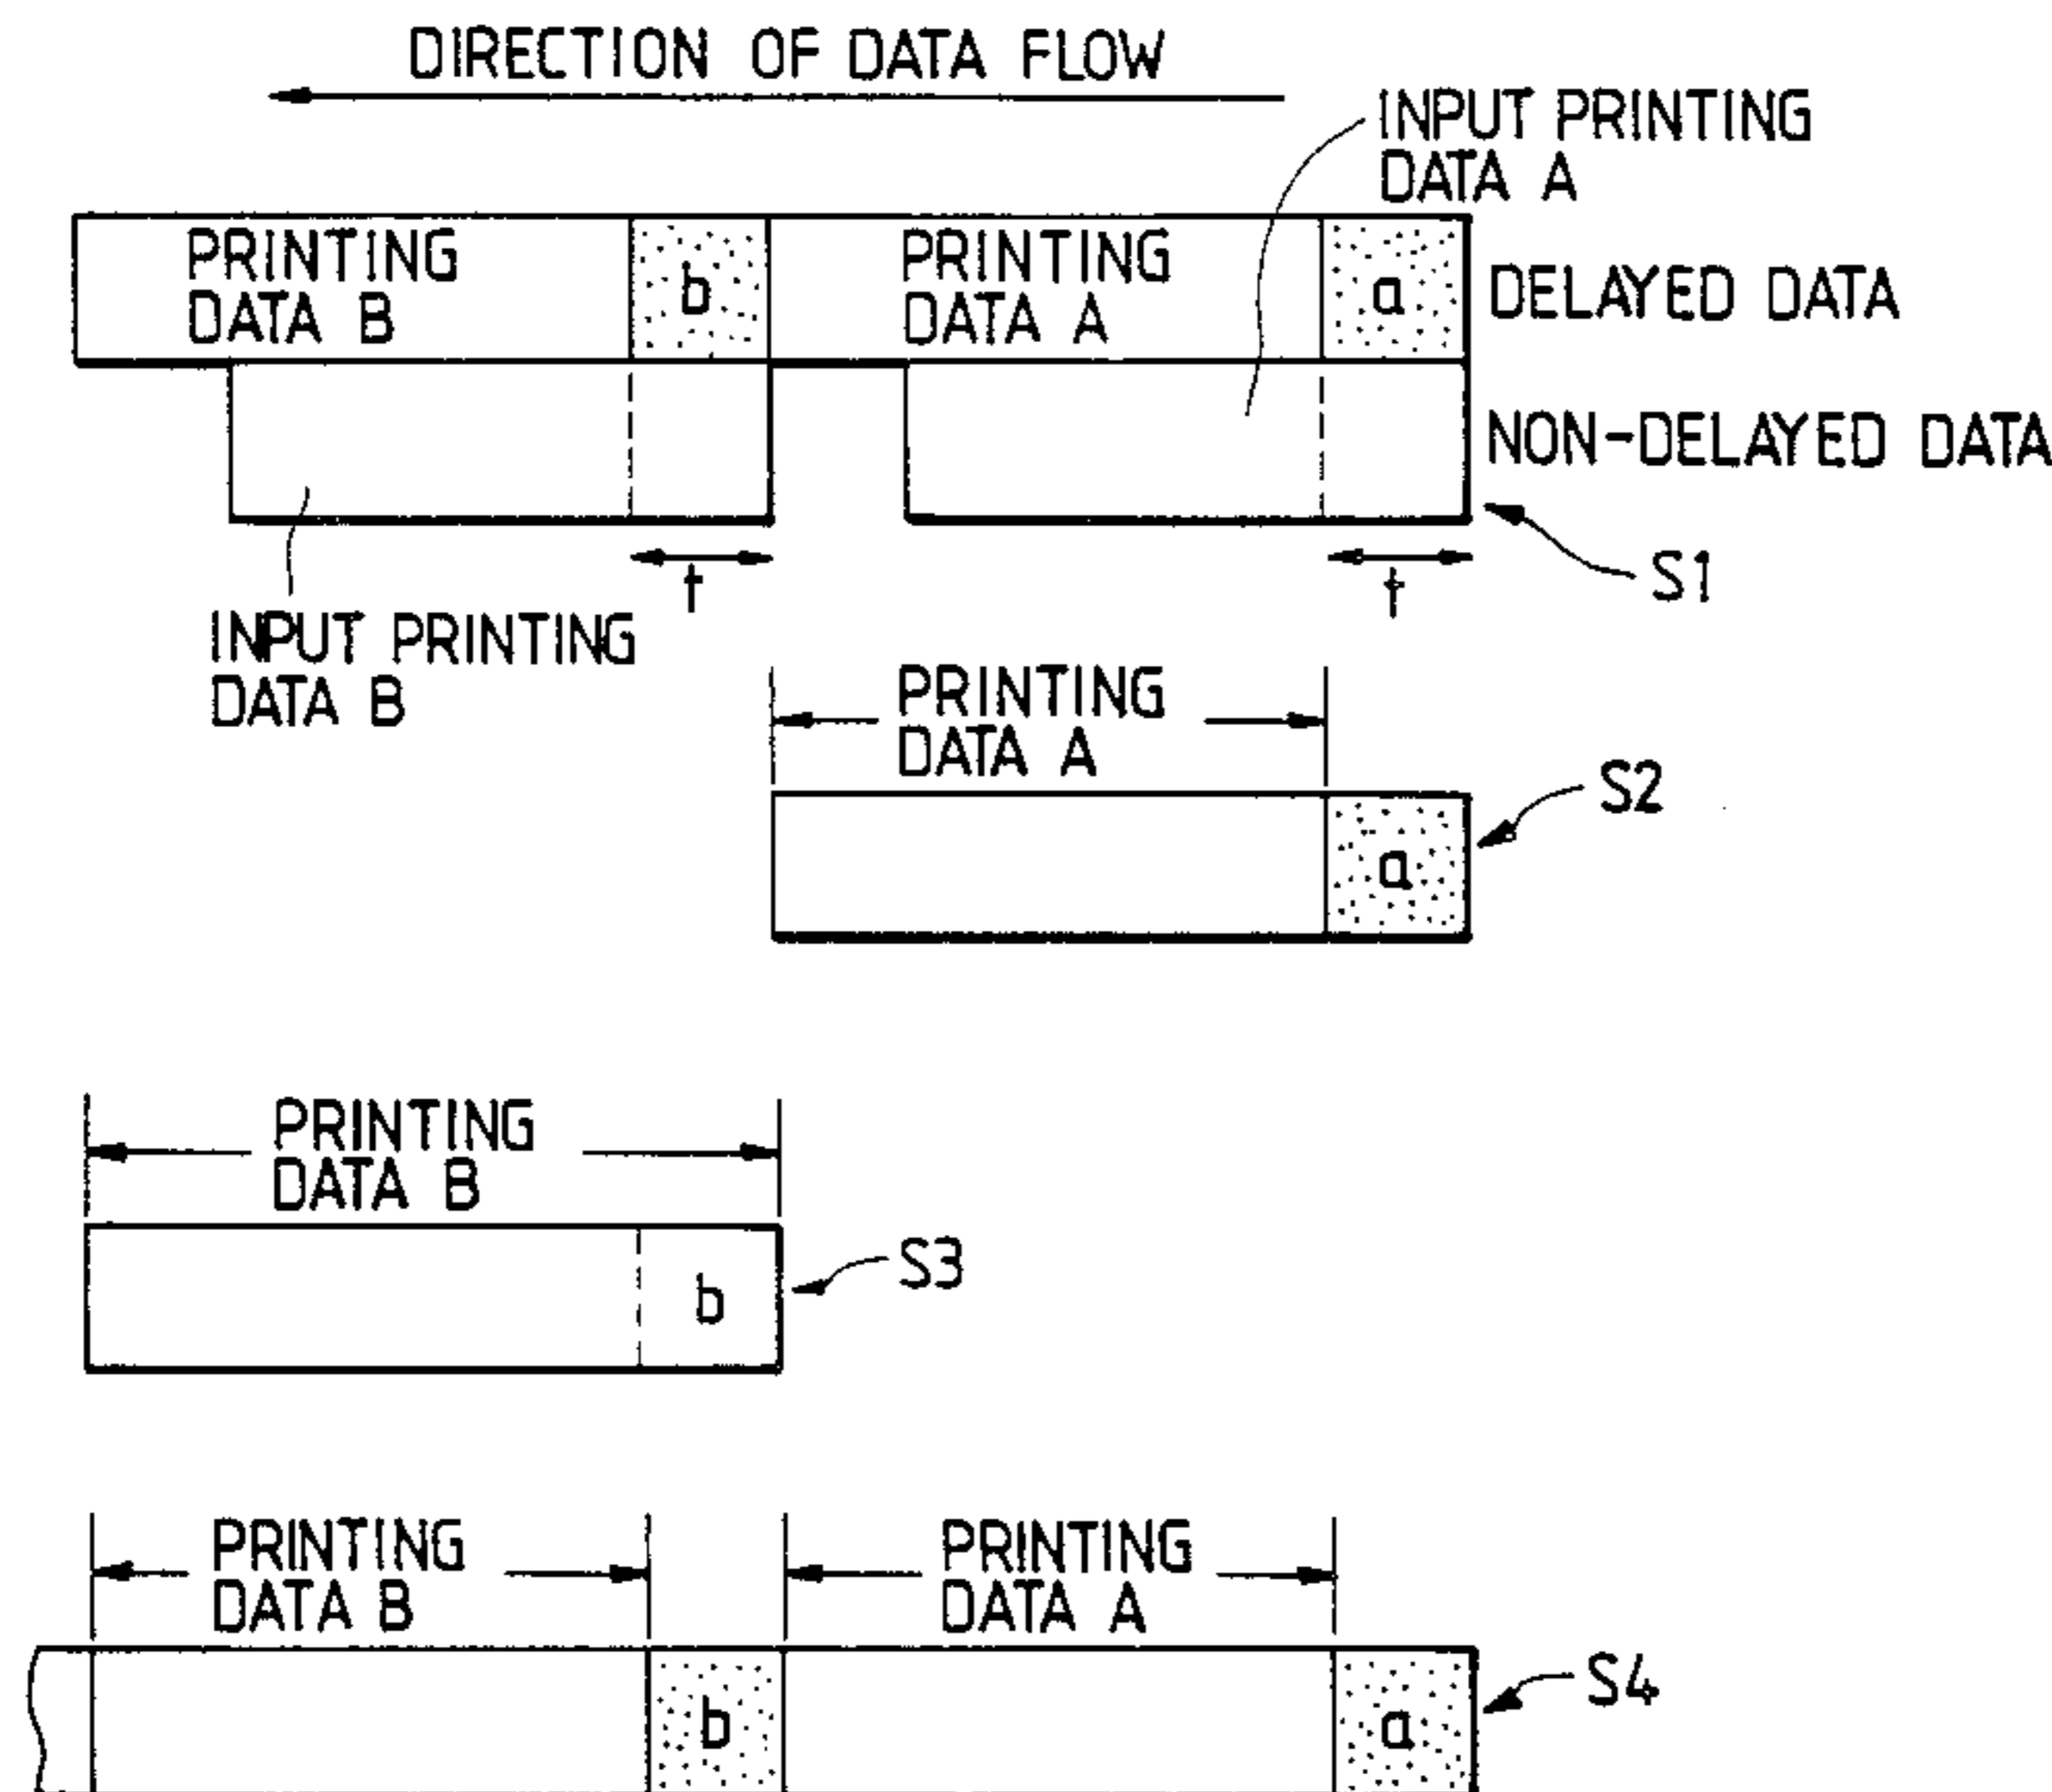 DIRECTION OF DATA FLOW
INPUT PRINTING
DATA A
PRINTING
DATA B
b
PRINTING
DATA A
a
DELAYED DATA
NON-DELAYED DATA
t
t
S1
INPUT PRINTING
DATA B
PRINTING
DATA A
S2
a
PRINTING
DATA B
S3
b
PRINTING
DATA B
PRINTING
DATA A
S4
b
a